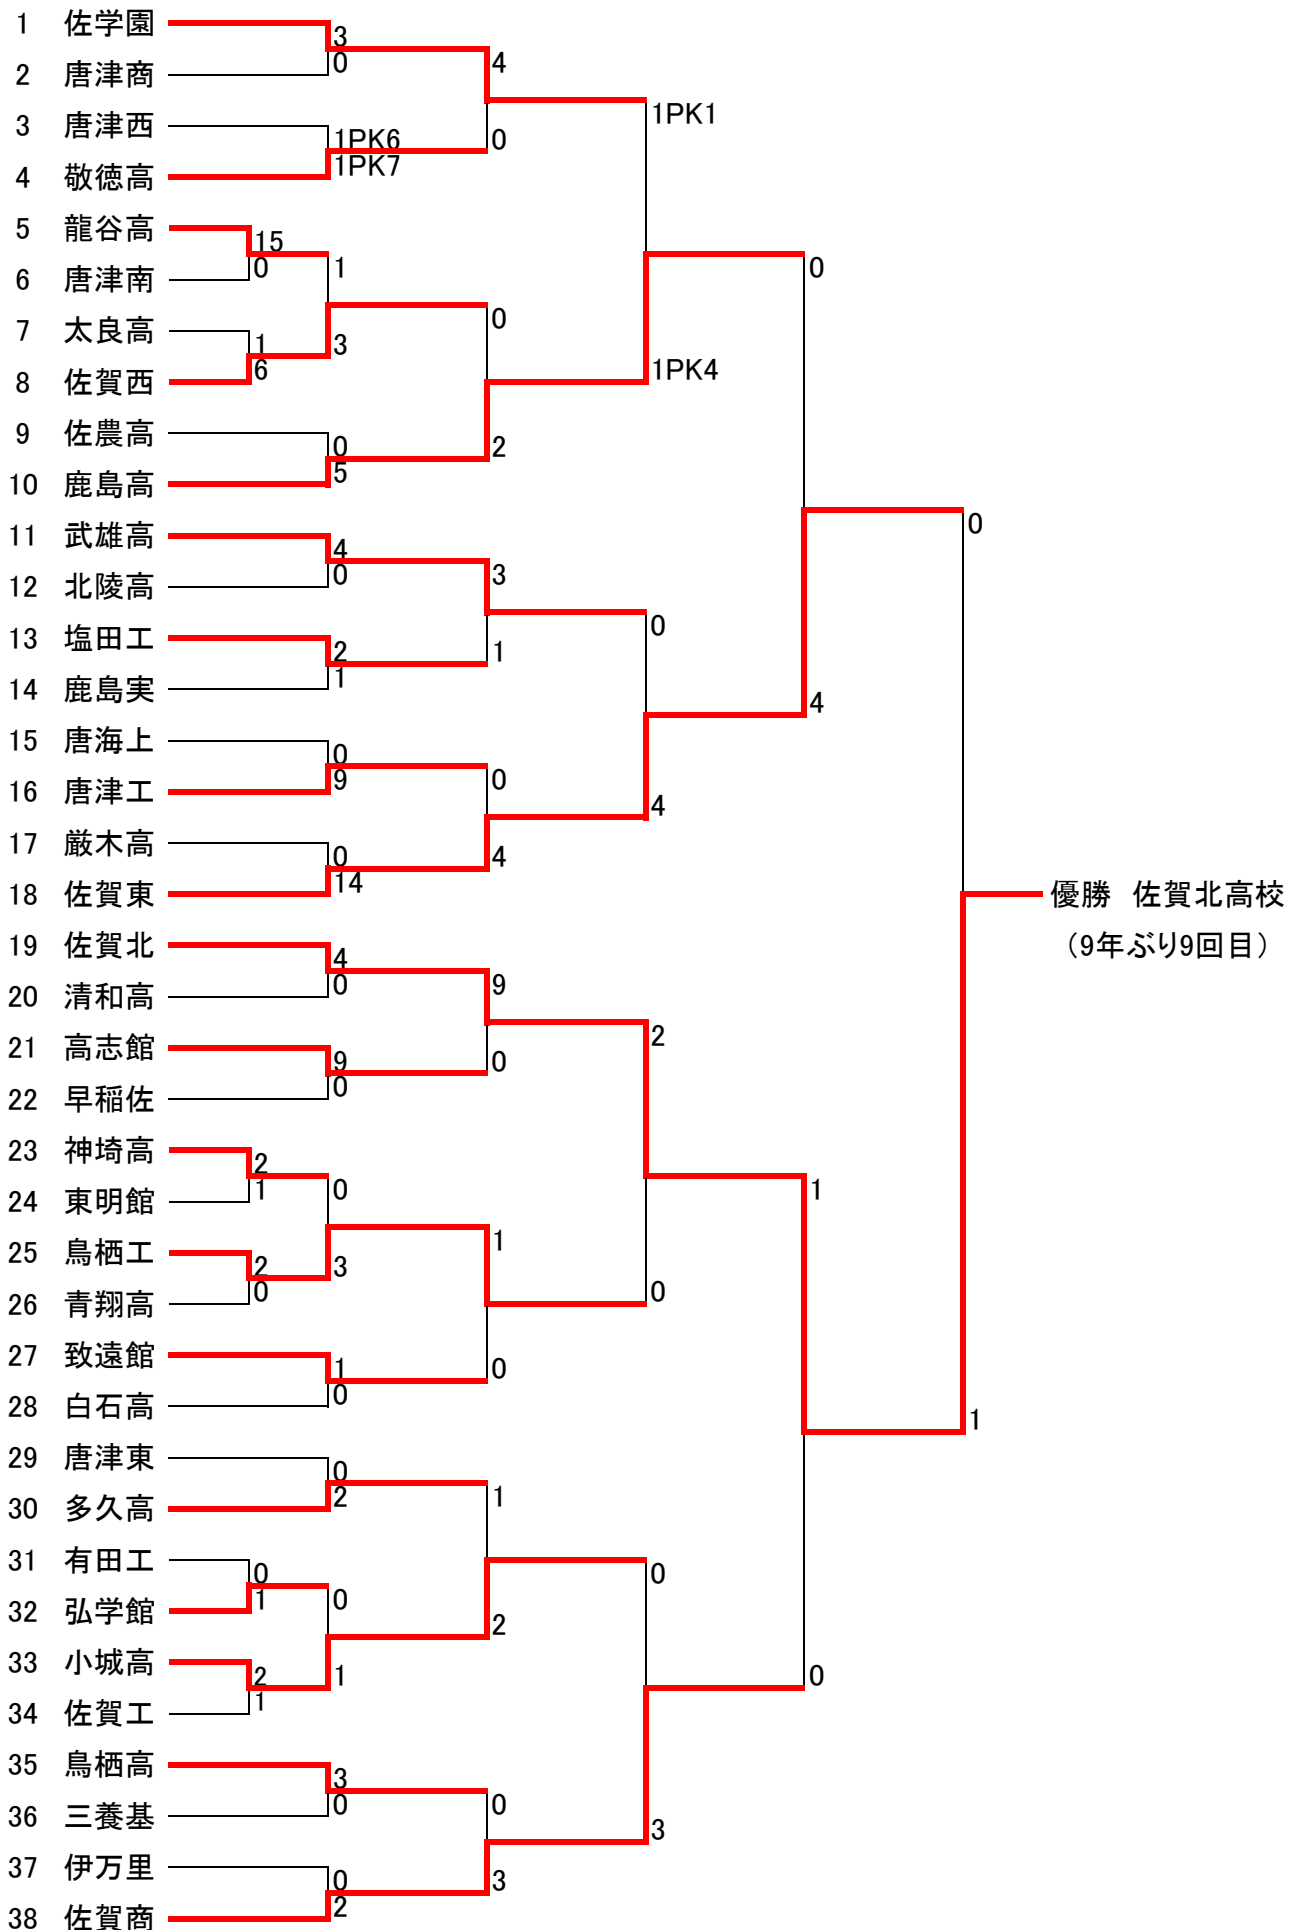 1 佐学園
3
0
2 唐津商
4
0
1PK1
3 唐津西
1PK6
1PK7
4 敬徳高
5 龍谷高
15
0
6 唐津南
1
3
7 太良高
1
6
8 佐賀西
0
2
1PK4
0
9 佐農高
0
5
10 鹿島高
11 武雄高
4
0
12 北陵高
3
1
0
0
13 塩田工
2
1
14 鹿島実
4
15 唐海上
0
9
16 唐津工
0
4
4
17 厳木高
0
14
18 佐賀東
優勝 佐賀北高校
(9年ぶり9回目)
19 佐賀北
4
0
20 清和高
9
0
2
21 高志館
9
0
22 早稲佐
23 神埼高
2
1
24 東明館
0
3
1
25 鳥栖工
2
0
26 青翔高
1
0
0
27 致遠館
1
0
28 白石高
1
29 唐津東
0
2
30 多久高
1
2
0
31 有田工
0
1
32 弘学館
0
1
33 小城高
2
1
34 佐賀工
0
35 鳥栖高
3
0
36 三養基
0
3
3
37 伊万里
0
2
38 佐賀商